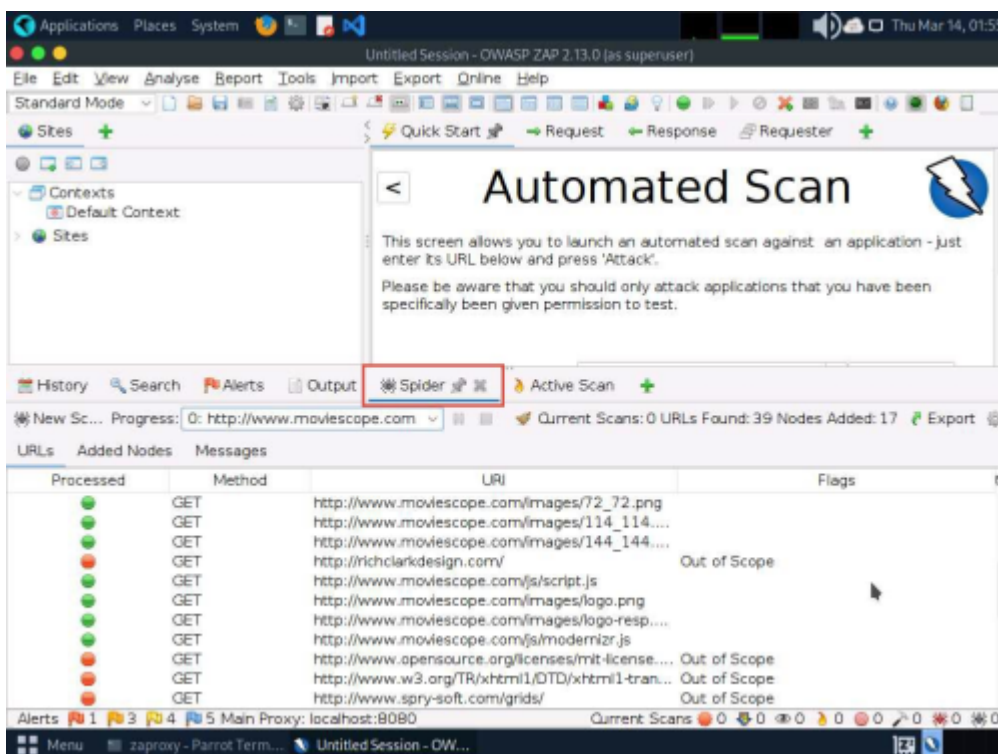 Applications Places System Thu Mar 14, 01:5
Untitled Session - OWASP ZAP 2.13.0 (as superuser)
File Edit View Analyse Report Tools Import Export Online Help
Standard Mode
Sites Quick Start Request Response Requester
Contexts
Default Context
Sites
<
Automated Scan
This screen allows you to launch an automated scan against an application - just
enter its URL below and press 'Attack'.
Please be aware that you should only attack applications that you have been
specifically been given permission to test.
History Search Alerts Output Spider Active Scan
New Sc... Progress: 0: http://www.moviescope.com Current Scans: 0 URLs Found: 39 Nodes Added: 17 Export
URLs Added Nodes Messages
Processed Method URI Flags
GET http://www.moviescope.com/images/72_72.png
GET http://www.moviescope.com/images/114_114....
GET http://www.moviescope.com/images/144_144....
GET http://richclarkdesign.com/ Out of Scope
GET http://www.moviescope.com/js/script.js
GET http://www.moviescope.com/images/logo.png
GET http://www.moviescope.com/images/logo-resp....
GET http://www.moviescope.com/js/modernizr.js
GET http://www.opensource.org/licenses/mit-license.... Out of Scope
GET http://www.w3.org/TR/xhtml1/DTD/xhtml1-tran... Out of Scope
GET http://www.spry-soft.com/grids/ Out of Scope
Alerts 1 3 4 5 Main Proxy: localhost:8080 Current Scans 0 0 0 0 0 0 0 0
Menu zaproxy - Parrot Term... Untitled Session - OW...